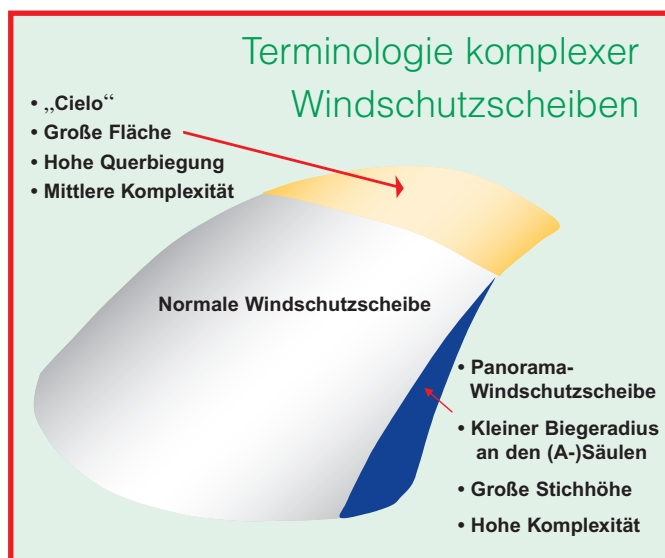 Terminologie komplexer
Windschutzscheiben
• „Cielo“
• Große Fläche
• Hohe Querbiegung
• Mittlere Komplexität
Normale Windschutzscheibe
• Panorama-
Windschutzscheibe
• Kleiner Biegeradius
an den (A-)Säulen
• Große Stichhöhe
• Hohe Komplexität